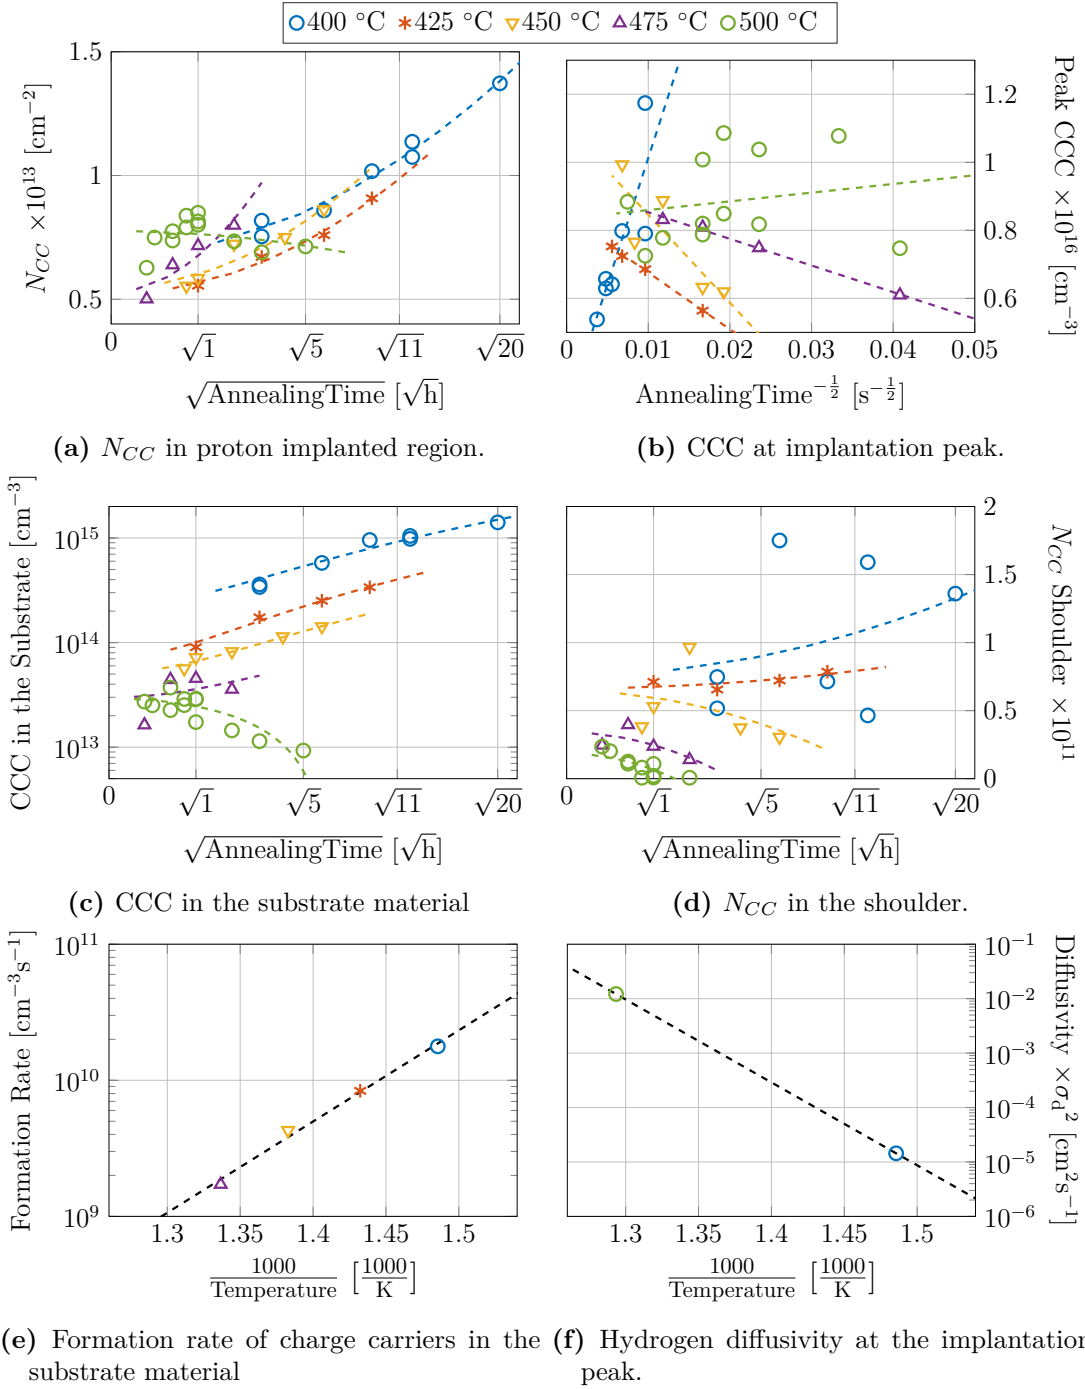 400 °C 425 °C 450 °C 475 °C 500 °C
1.5
1
0.5
N_CC ×10^13 [cm^−2]
0 √1 √5 √11 √20
√AnnealingTime [√h]
(a) N_CC in proton implanted region.
1.2
1
0.8
0.6
Peak CCC ×10^16 [cm^−3]
0 0.01 0.02 0.03 0.04 0.05
AnnealingTime^−1/2 [s^−1/2]
(b) CCC at implantation peak.
10^15
10^14
10^13
CCC in the Substrate [cm^−3]
0 √1 √5 √11 √20
√AnnealingTime [√h]
(c) CCC in the substrate material
2
1.5
1
0.5
0
N_CC Shoulder ×10^11
0 √1 √5 √11 √20
√AnnealingTime [√h]
(d) N_CC in the shoulder.
10^11
10^10
10^9
Formation Rate [cm^−3s^−1]
1.3 1.35 1.4 1.45 1.5
1000/Temperature [1000/K]
(e) Formation rate of charge carriers in the
substrate material
10^−1
10^−2
10^−3
10^−4
10^−5
10^−6
Diffusivity ×σ_d^2 [cm^2s^−1]
1.3 1.35 1.4 1.45 1.5
1000/Temperature [1000/K]
(f) Hydrogen diffusivity at the implantation
peak.